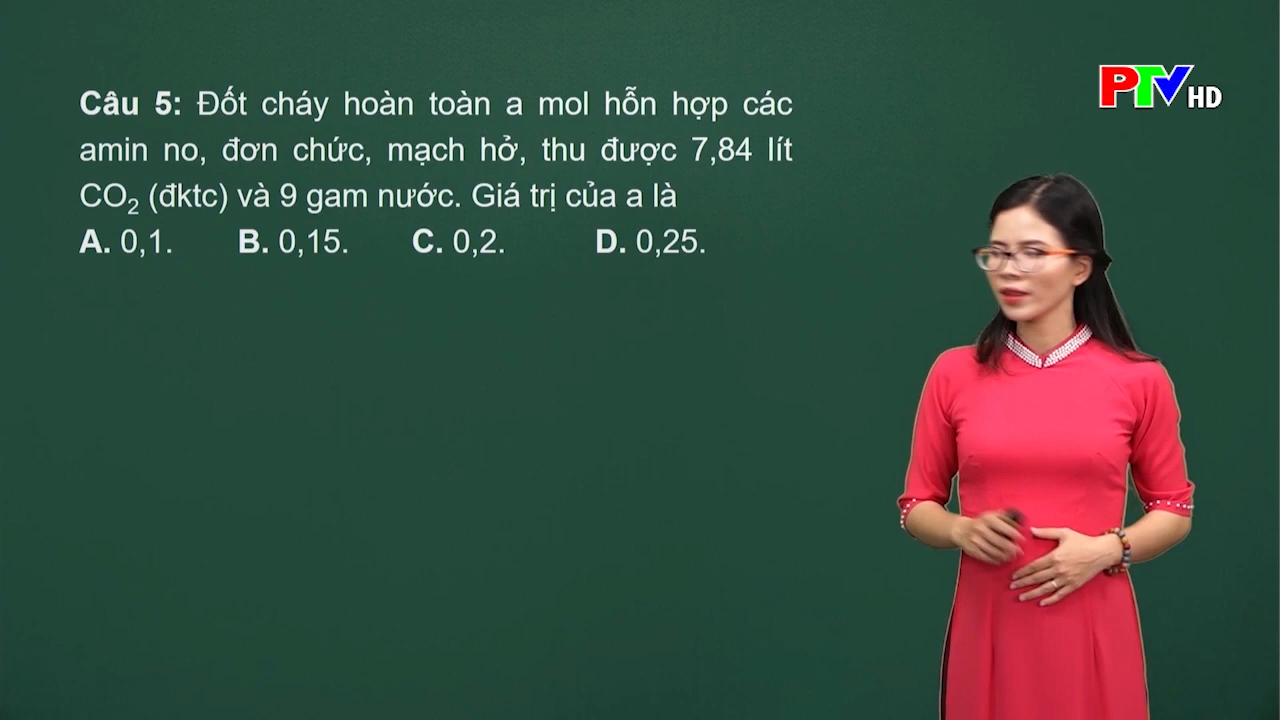 PTV HD
Câu 5: Đốt cháy hoàn toàn a mol hỗn hợp các
amin no, đơn chức, mạch hở, thu được 7,84 lít
CO₂ (đktc) và 9 gam nước. Giá trị của a là
A. 0,1. B. 0,15. C. 0,2. D. 0,25.